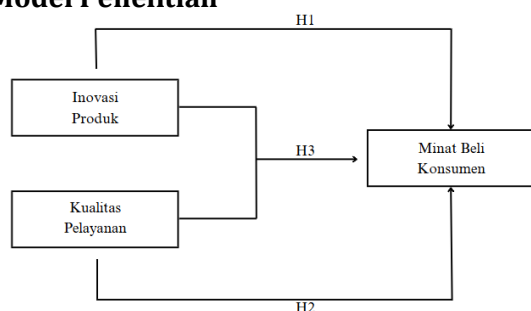 Model Penelitian
H1
Inovasi
Produk
H3
Minat Beli
Konsumen
Kualitas
Pelayanan
H2